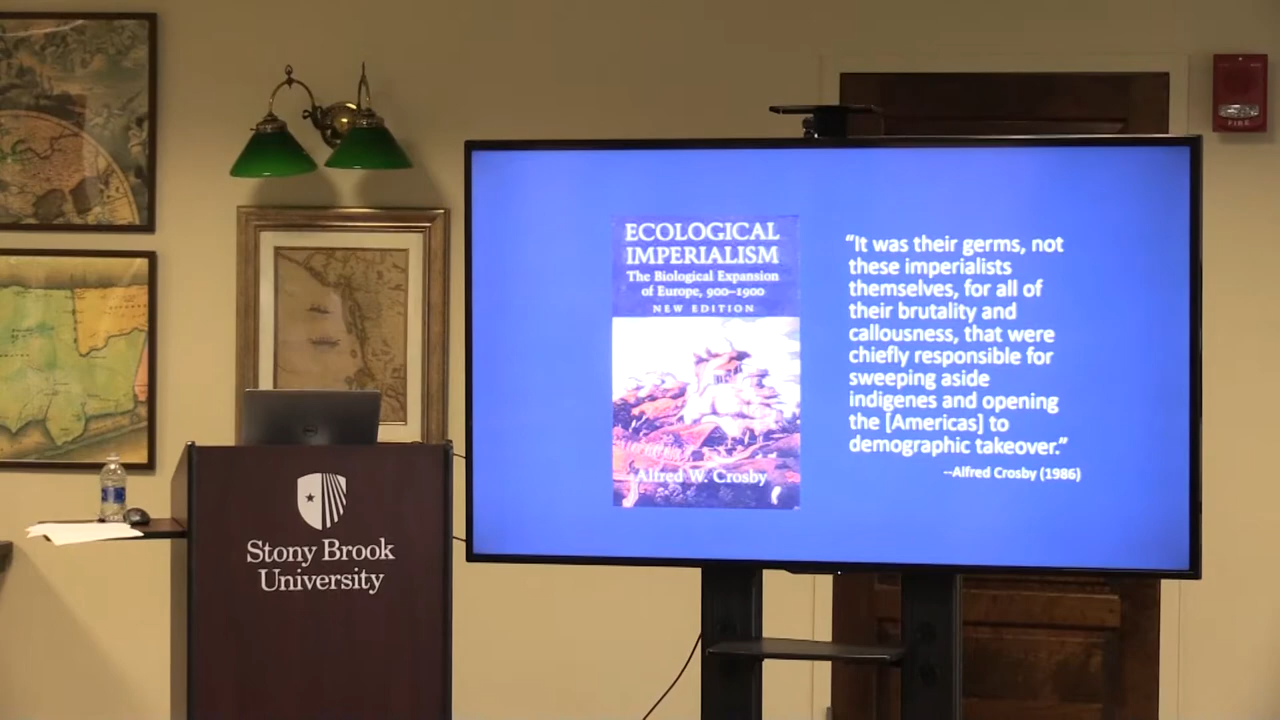 FIRE
ECOLOGICAL
IMPERIALISM
The Biological Expansion
of Europe, 900–1900
NEW EDITION
Alfred W. Crosby
“It was their germs, not
these imperialists
themselves, for all of
their brutality and
callousness, that were
chiefly responsible for
sweeping aside
indigenes and opening
the [Americas] to
demographic takeover.”
--Alfred Crosby (1986)
Stony Brook
University